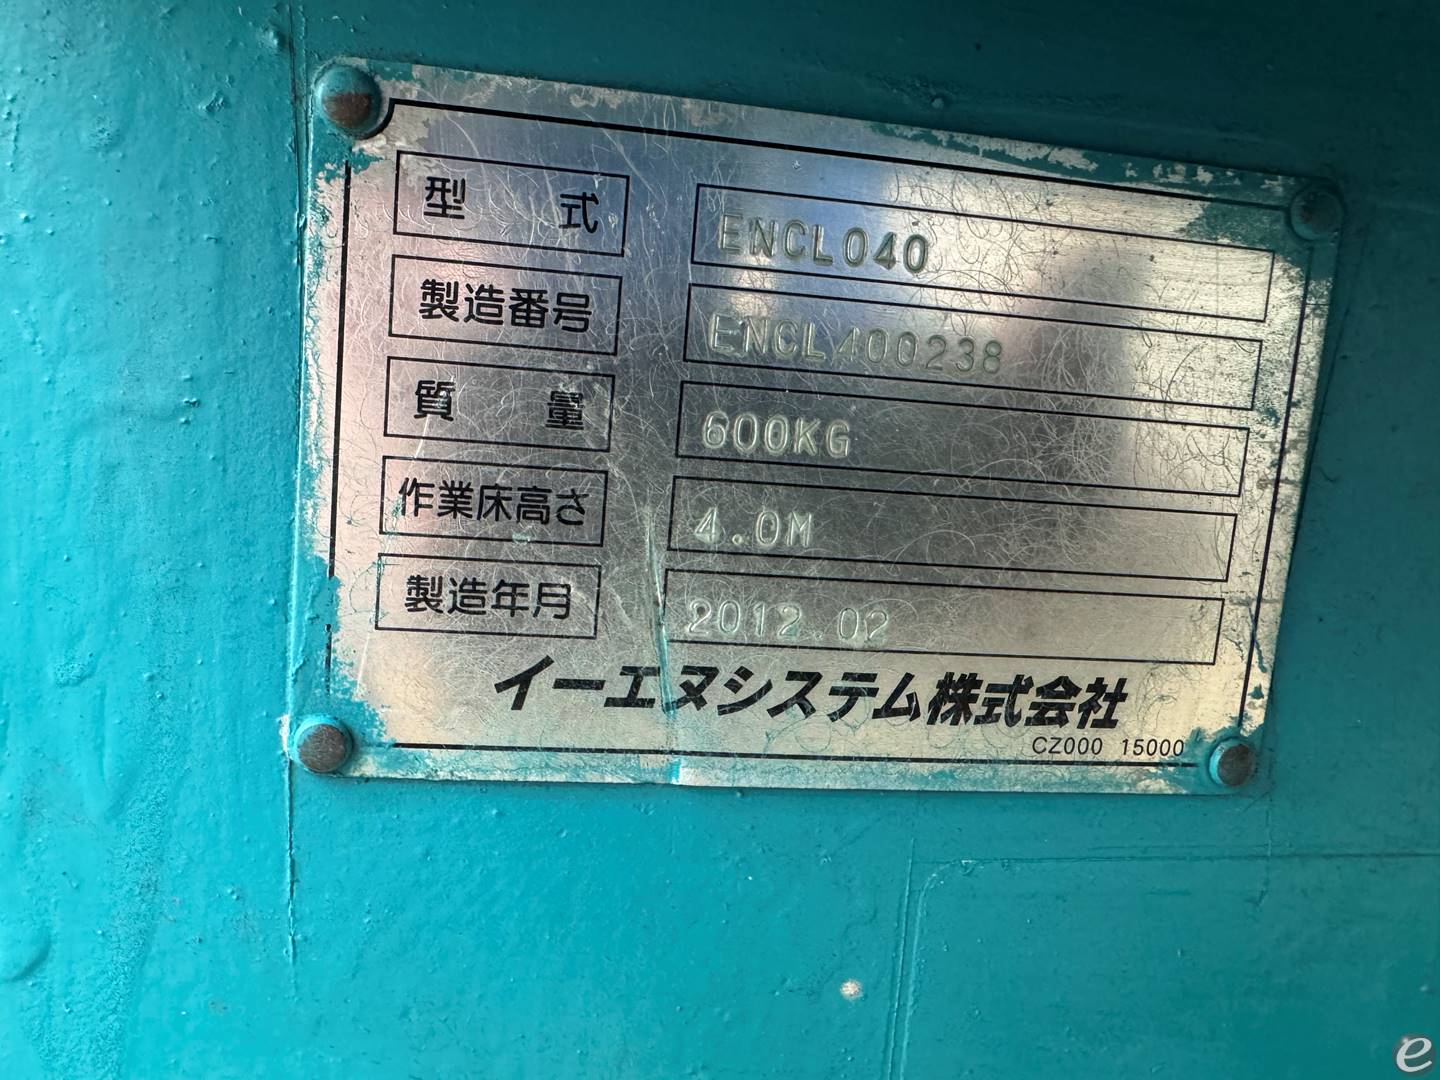 型式 ENCL040
製造番号 ENCL400238
質量 600KG
作業床高さ 4.0M
製造年月 2012.02
イーエヌシステム株式会社
CZ000 15000
e